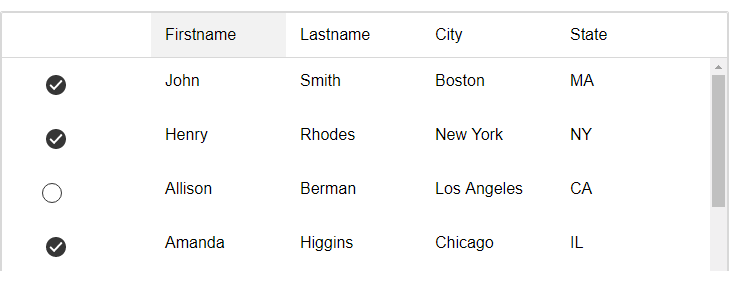 Firstname Lastname City State
John Smith Boston MA
Henry Rhodes New York NY
Allison Berman Los Angeles CA
Amanda Higgins Chicago IL